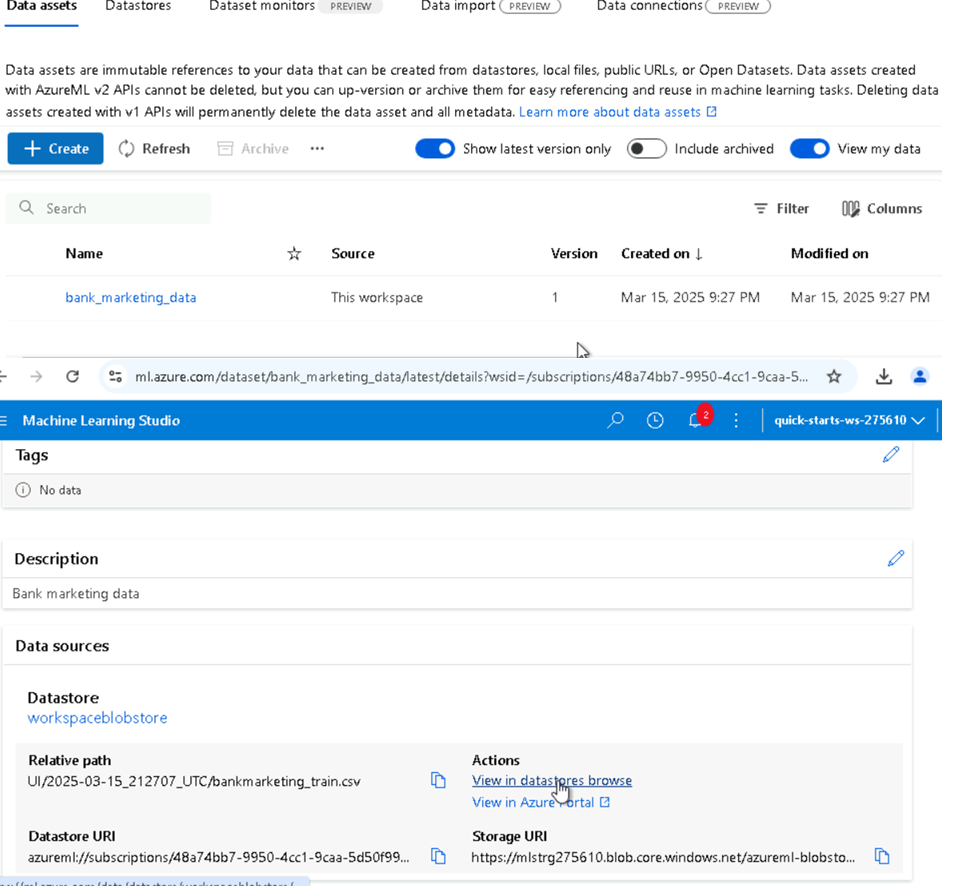 Data assets Datastores Dataset monitors PREVIEW Data import PREVIEW Data connections PREVIEW
Data assets are immutable references to your data that can be created from datastores, local files, public URLs, or Open Datasets. Data assets created
with AzureML v2 APIs cannot be deleted, but you can up-version or archive them for easy referencing and reuse in machine learning tasks. Deleting data
assets created with v1 APIs will permanently delete the data asset and all metadata. Learn more about data assets
Create Refresh Archive ... Show latest version only Include archived View my data
Search Filter Columns
Name Source Version Created on ↓ Modified on
bank_marketing_data This workspace 1 Mar 15, 2025 9:27 PM Mar 15, 2025 9:27 PM
ml.azure.com/dataset/bank_marketing_data/latest/details?wsid=/subscriptions/48a74bb7-9950-4cc1-9caa-5...
Machine Learning Studio 2 quick-starts-ws-275610
Tags
No data
Description
Bank marketing data
Data sources
Datastore
workspaceblobstore
Relative path Actions
UI/2025-03-15_212707_UTC/bankmarketing_train.csv View in datastores browse
View in Azure Portal
Datastore URI Storage URI
azureml://subscriptions/48a74bb7-9950-4cc1-9caa-5d50f99... https://mlstrg275610.blob.core.windows.net/azureml-blobsto...